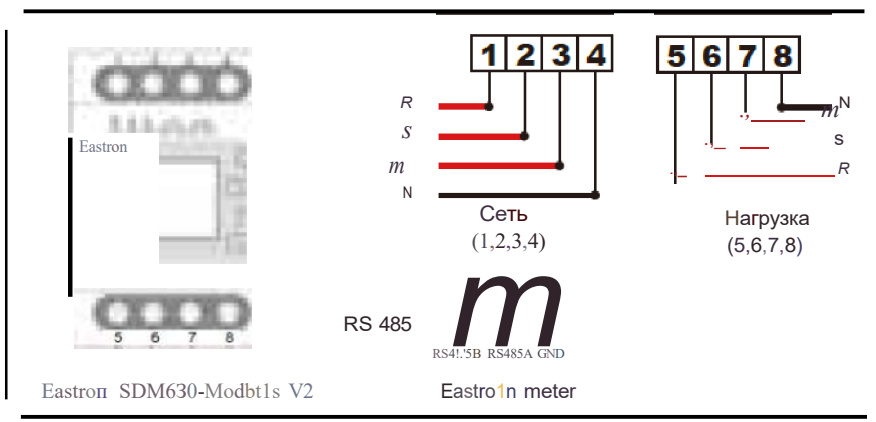 1 2 3 4
5 6 7 8
R
S
m
N
Сеть
(1,2,3,4)
N
m
S
R
Нагрузка
(5,6,7,8)
Eastron
5 6 7 8
RS 485
m
RS4!.'5B RS485A GND
Eastroп SDM630-Modbt1s V2
Eastro1n meter